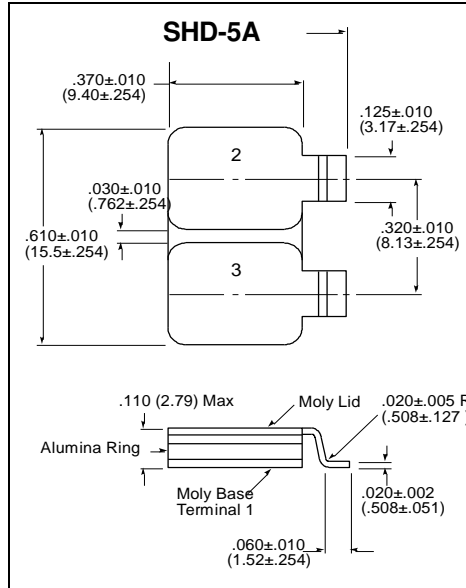 SHD-5A
.370±.010
(9.40±.254)
.125±.010
(3.17±.254)
2
.030±.010
(.762±.254)
.320±.010
(8.13±.254)
.610±.010
(15.5±.254)
3
.110 (2.79) Max
Moly Lid
.020±.005 R
(.508±.127 )
Alumina Ring
Moly Base
Terminal 1
.020±.002
(.508±.051)
.060±.010
(1.52±.254)